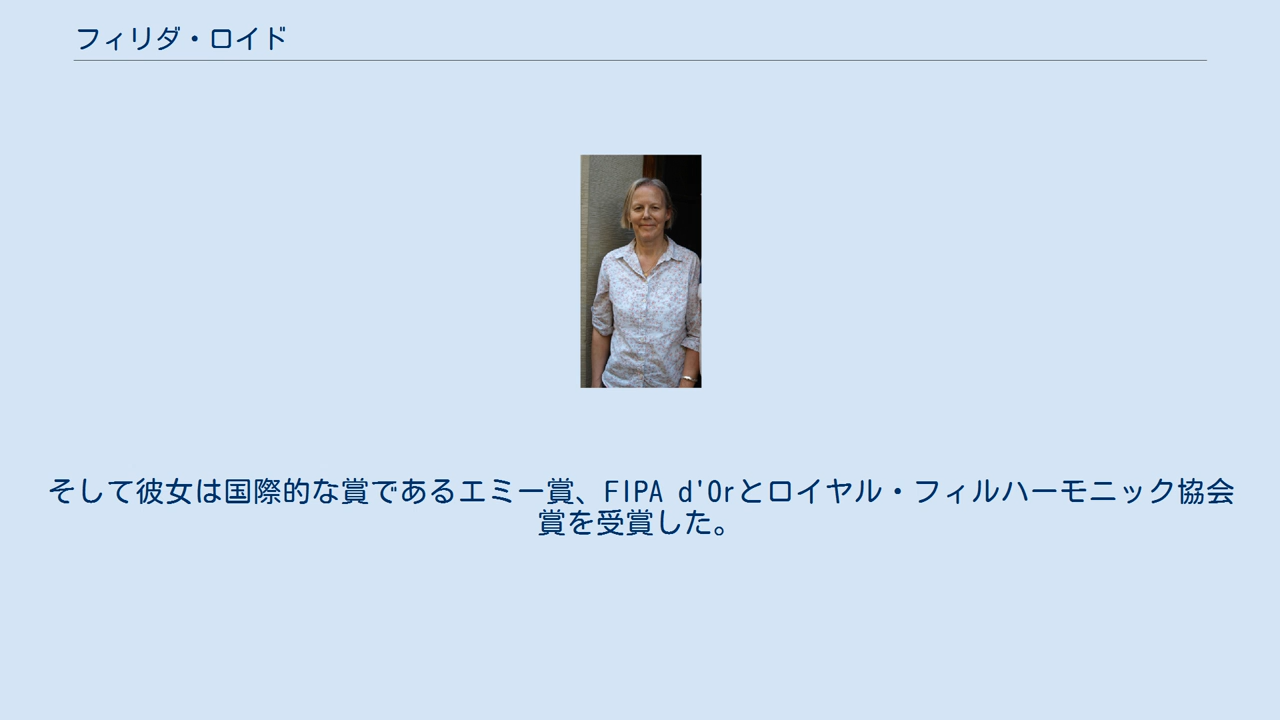 フィリダ・ロイド
そして彼女は国際的な賞であるエミー賞、FIPA d'Orとロイヤル・フィルハーモニック協会
賞を受賞した。